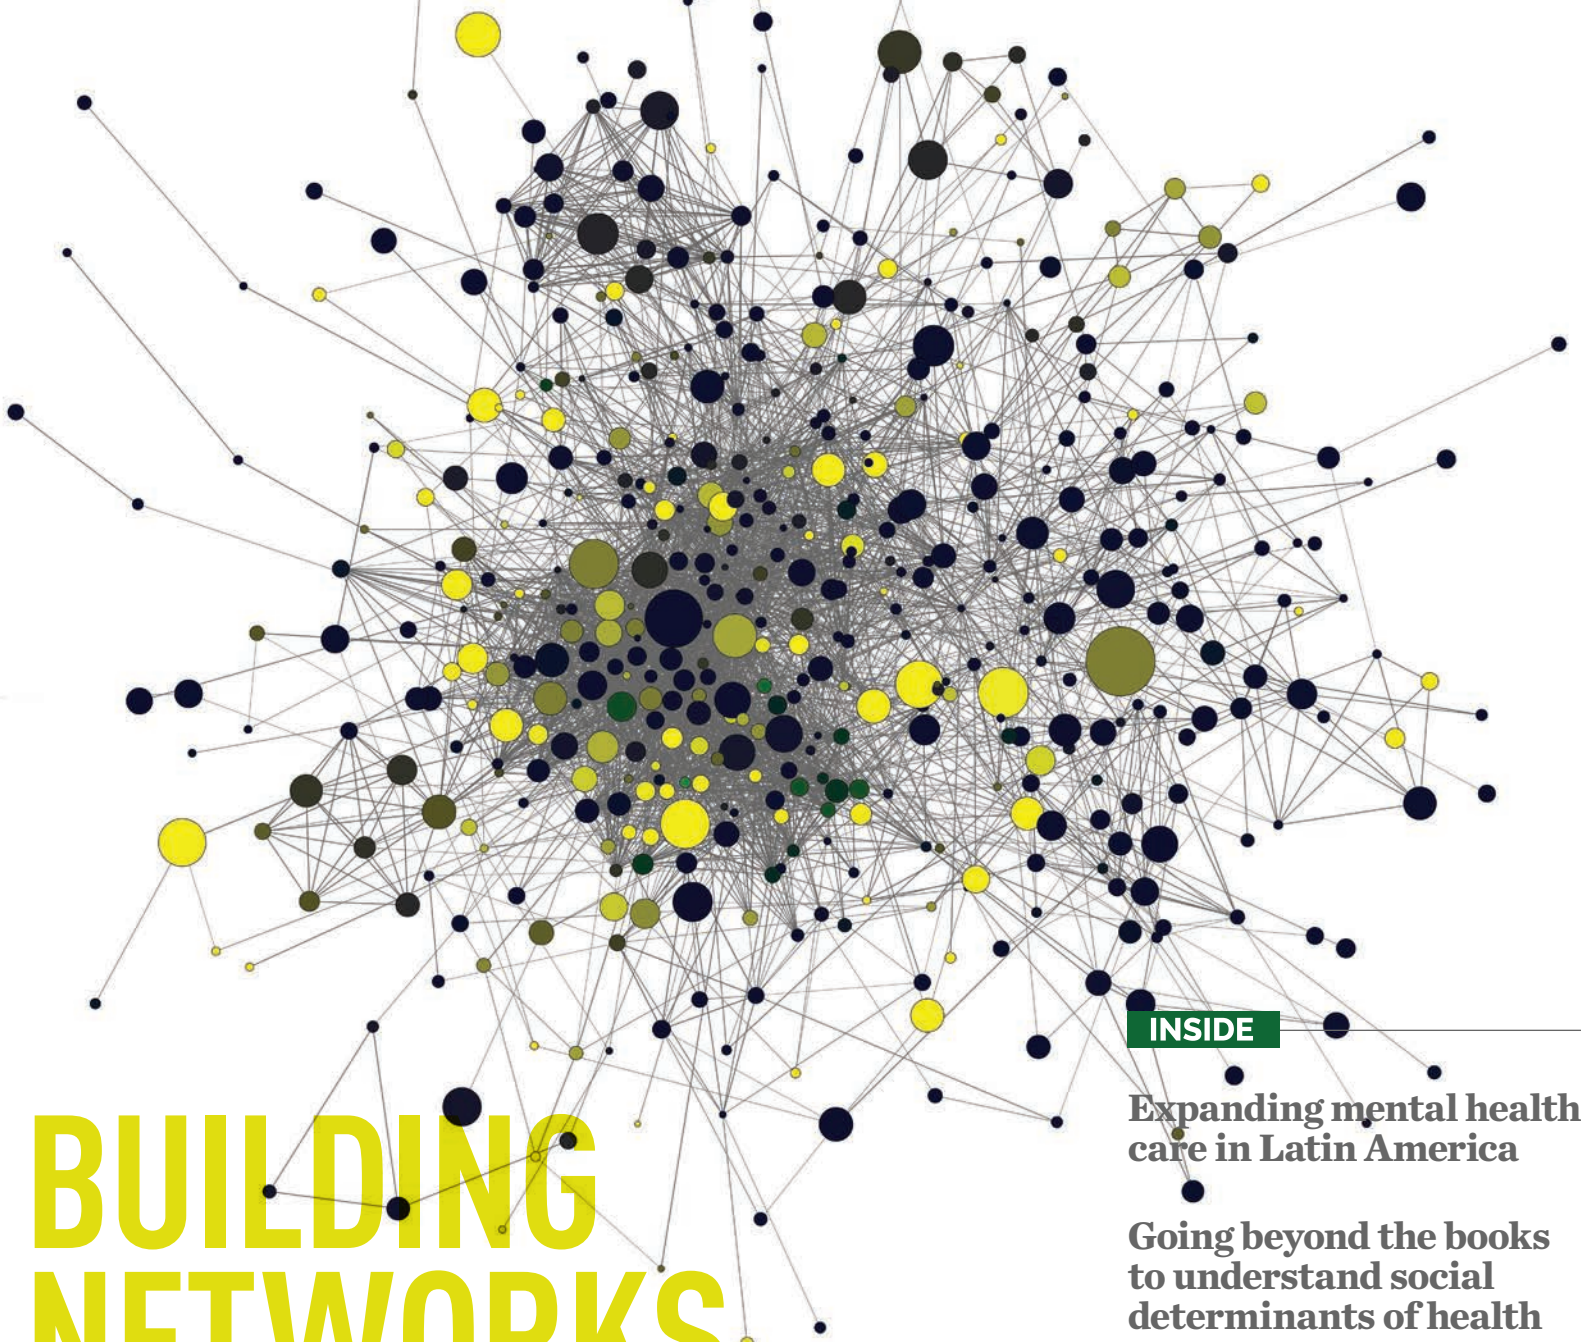 BUILDING
NETWORKS
INSIDE
Expanding mental health
care in Latin America
Going beyond the books
to understand social
determinants of health